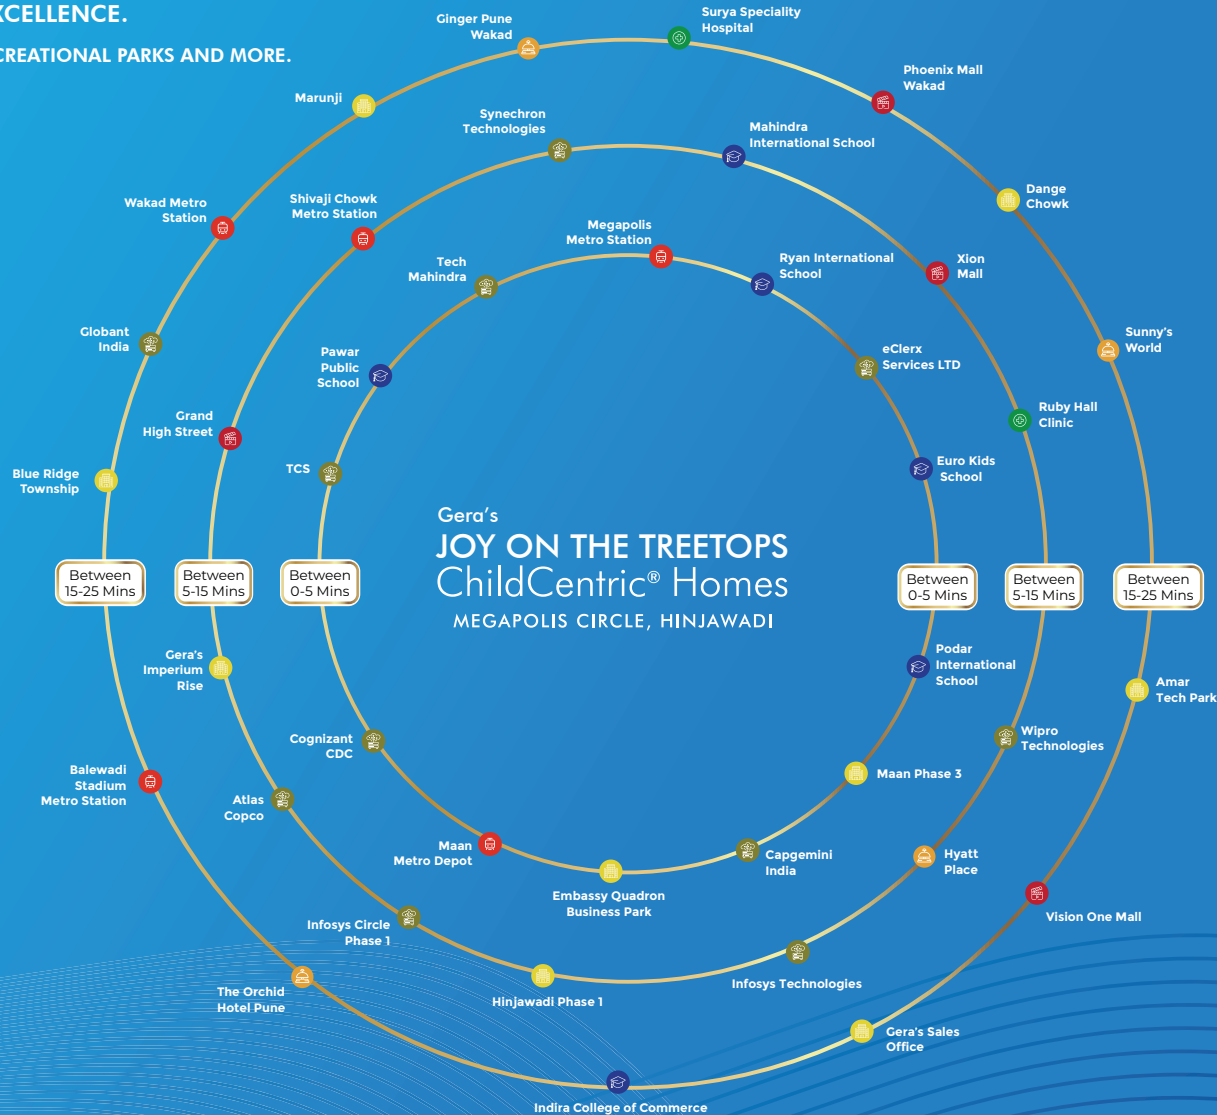 XCELLENCE.
CREATIONAL PARKS AND MORE.
Ginger Pune
Wakad
Surya Speciality
Hospital
Phoenix Mall
Wakad
Marunji
Synechron
Technologies
Mahindra
International School
Dange
Chowk
Wakad Metro
Station
Shivaji Chowk
Metro Station
Megapolis
Metro Station
Tech
Mahindra
Ryan International
School
Xion
Mall
Globant
India
Pawar
Public
School
eClerx
Services LTD
Sunny's
World
Grand
High Street
Ruby Hall
Clinic
Blue Ridge
Township
TCS
Euro Kids
School
Gera's
JOY ON THE TREETOPS
ChildCentric® Homes
MEGAPOLIS CIRCLE, HINJAWADI
Between
15-25 Mins
Between
5-15 Mins
Between
0-5 Mins
Between
0-5 Mins
Between
5-15 Mins
Between
15-25 Mins
Gera's
Imperium
Rise
Podar
International
School
Amar
Tech Park
Cognizant
CDC
Wipro
Technologies
Balewadi
Stadium
Metro Station
Atlas
Copco
Maan Phase 3
Maan
Metro Depot
Capgemini
India
Hyatt
Place
Embassy Quadron
Business Park
Vision One Mall
Infosys Circle
Phase 1
Infosys Technologies
The Orchid
Hotel Pune
Hinjawadi Phase 1
Gera's Sales
Office
Indira College of Commerce